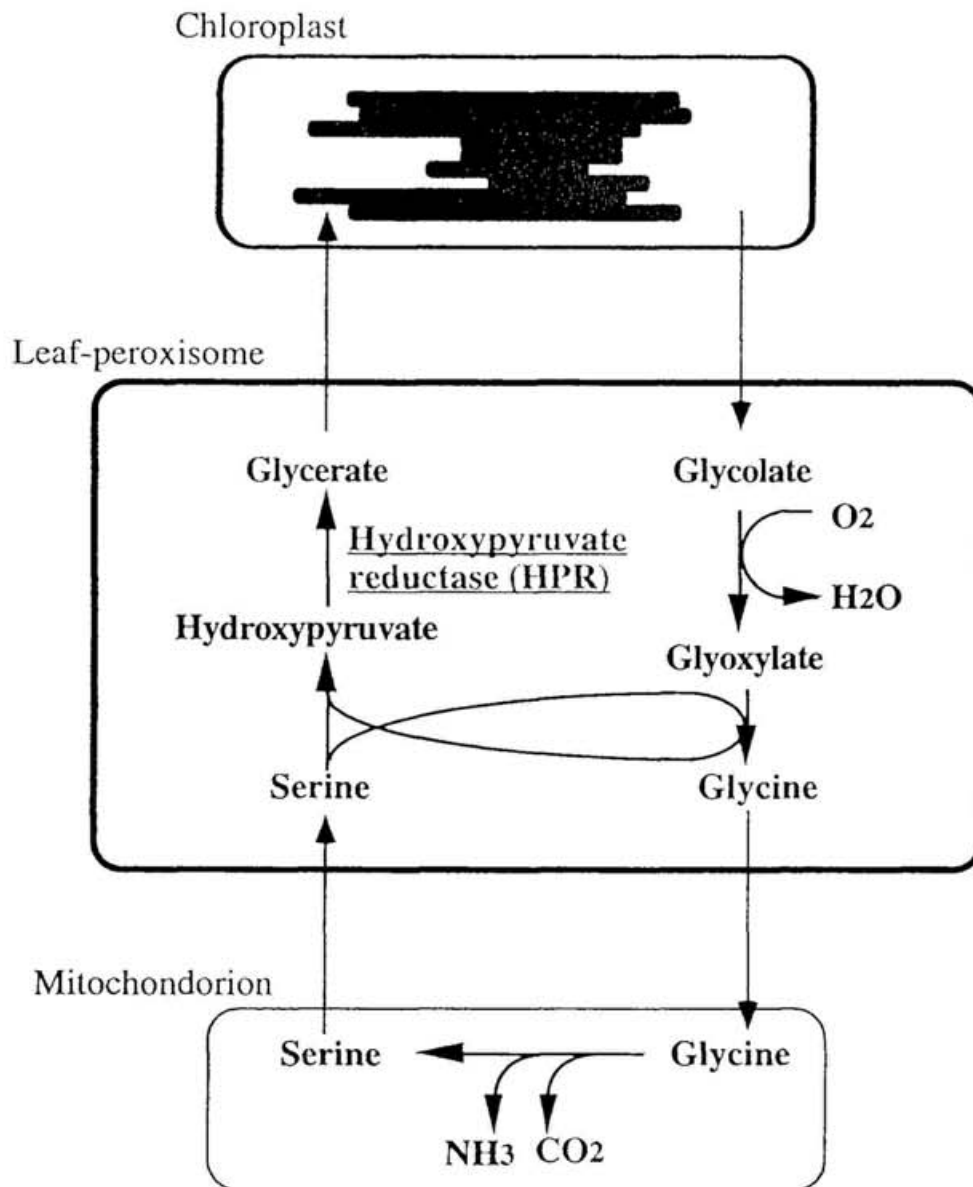 Chloroplast
Leaf-peroxisome
Glycerate
Glycolate
Hydroxypyruvate
reductase (HPR)
O2
H2O
Hydroxypyruvate
Glyoxylate
Serine
Glycine
Mitochondorion
Serine
Glycine
NH3
CO2